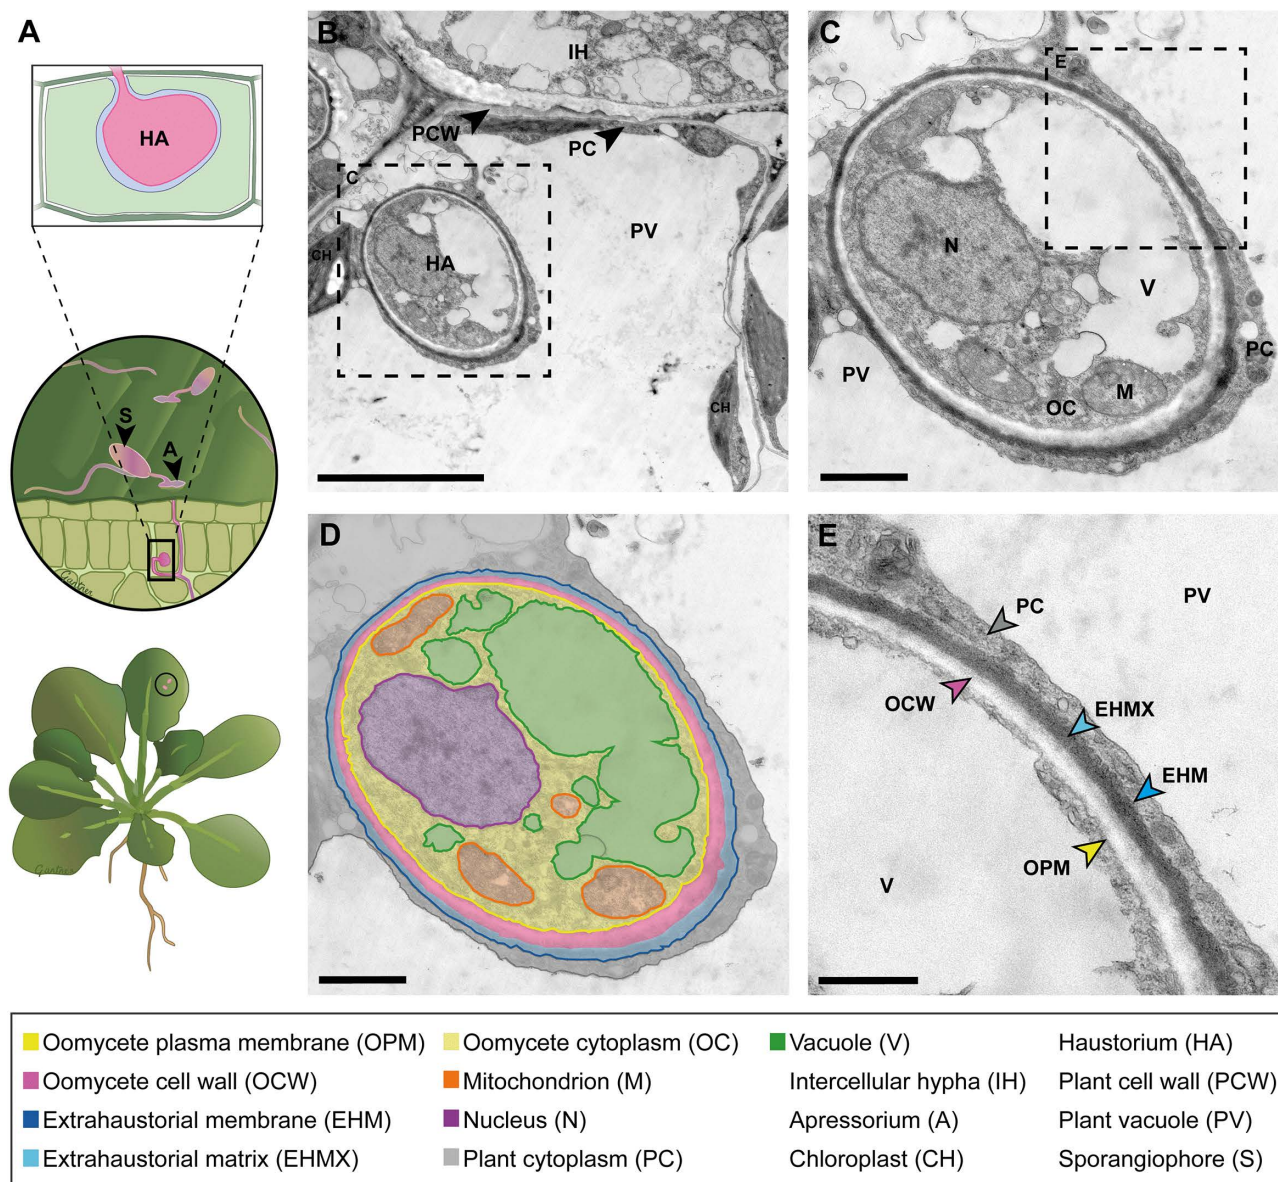 A
HA
S
A
Gantner
Gantner
B
IH
PCW
PC
C
CH
HA
PV
CH
C
E
N
V
PV
OC
M
PC
D
E
PC
PV
OCW
EHMX
EHM
OPM
V
Oomycete plasma membrane (OPM)
Oomycete cell wall (OCW)
Extrahaustorial membrane (EHM)
Extrahaustorial matrix (EHMX)
Oomycete cytoplasm (OC)
Mitochondrion (M)
Nucleus (N)
Plant cytoplasm (PC)
Vacuole (V)
Intercellular hypha (IH)
Apressorium (A)
Chloroplast (CH)
Haustorium (HA)
Plant cell wall (PCW)
Plant vacuole (PV)
Sporangiophore (S)